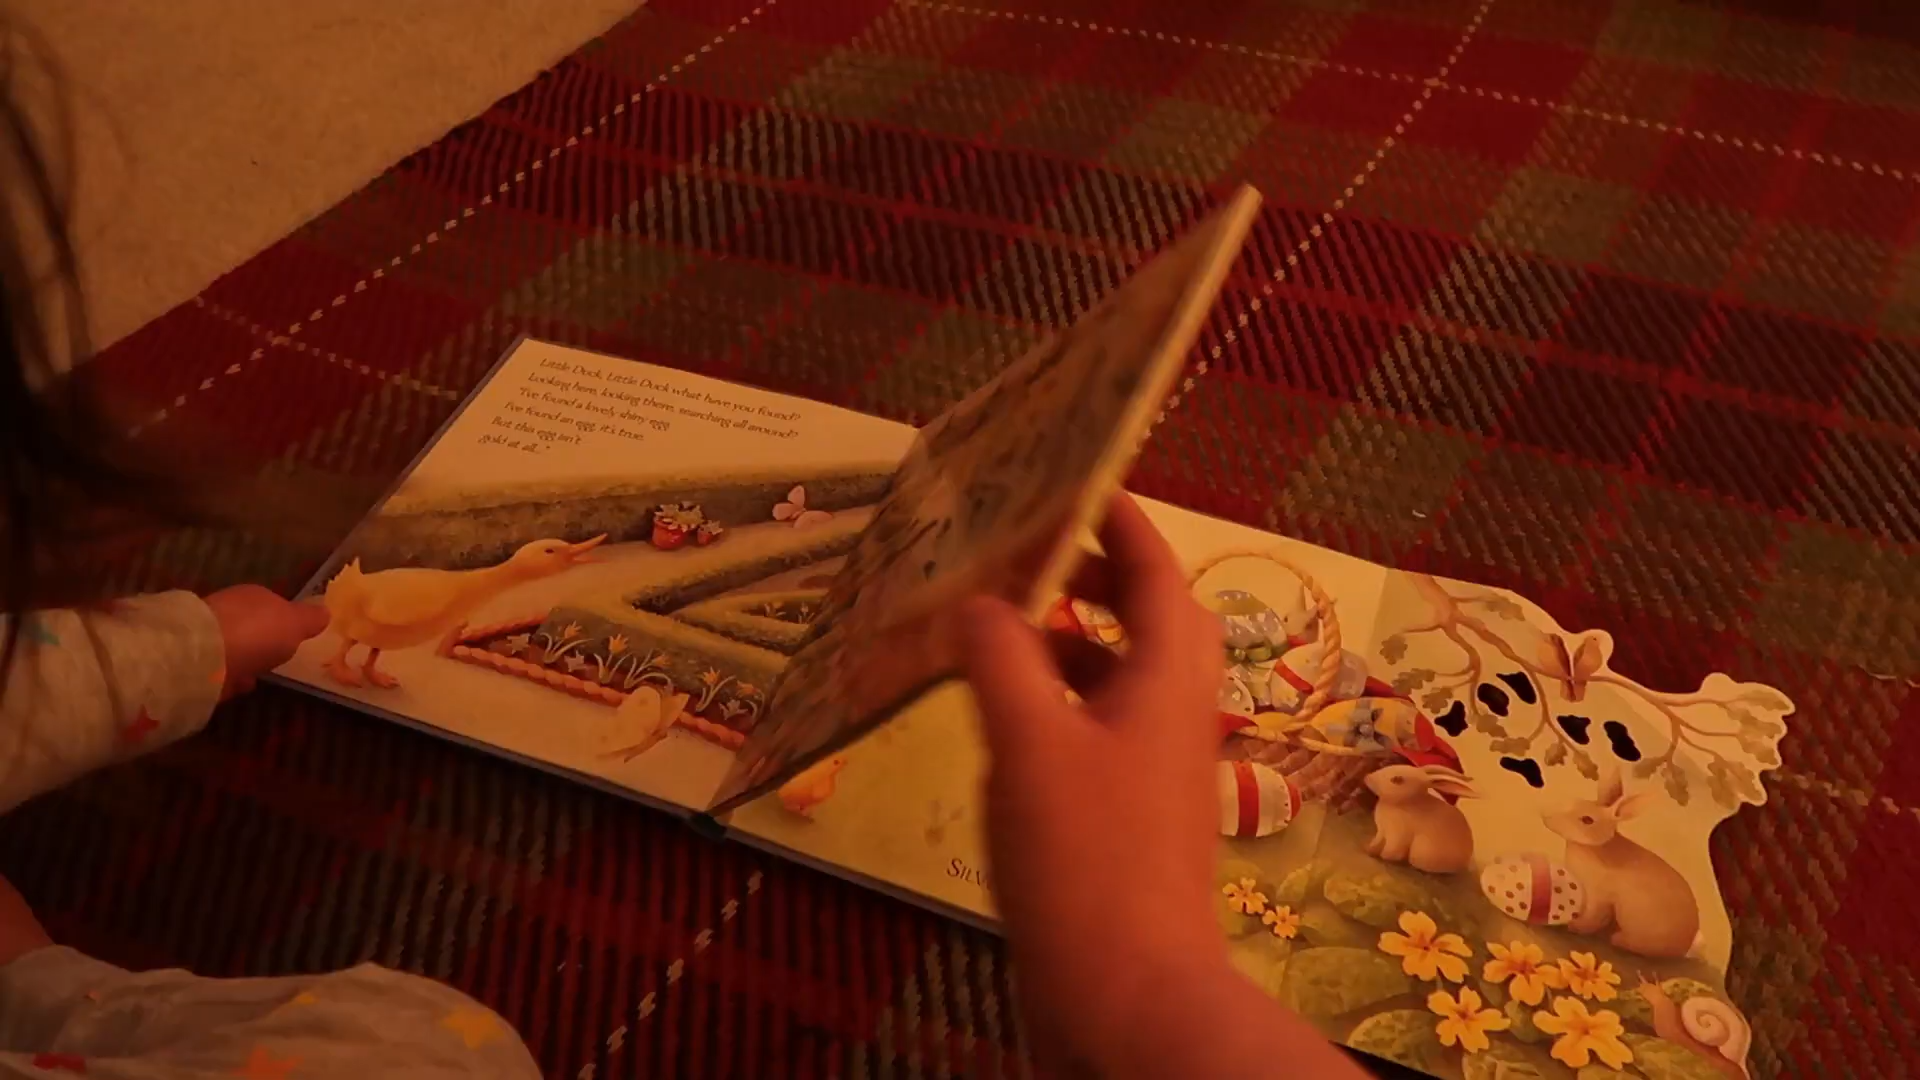 Little Duck, Little Duck what have you found?
Looking here, looking there, searching all around?
"I've found a lovely shiny egg
I've found an egg, it's true.
But this egg isn't
gold at all..."